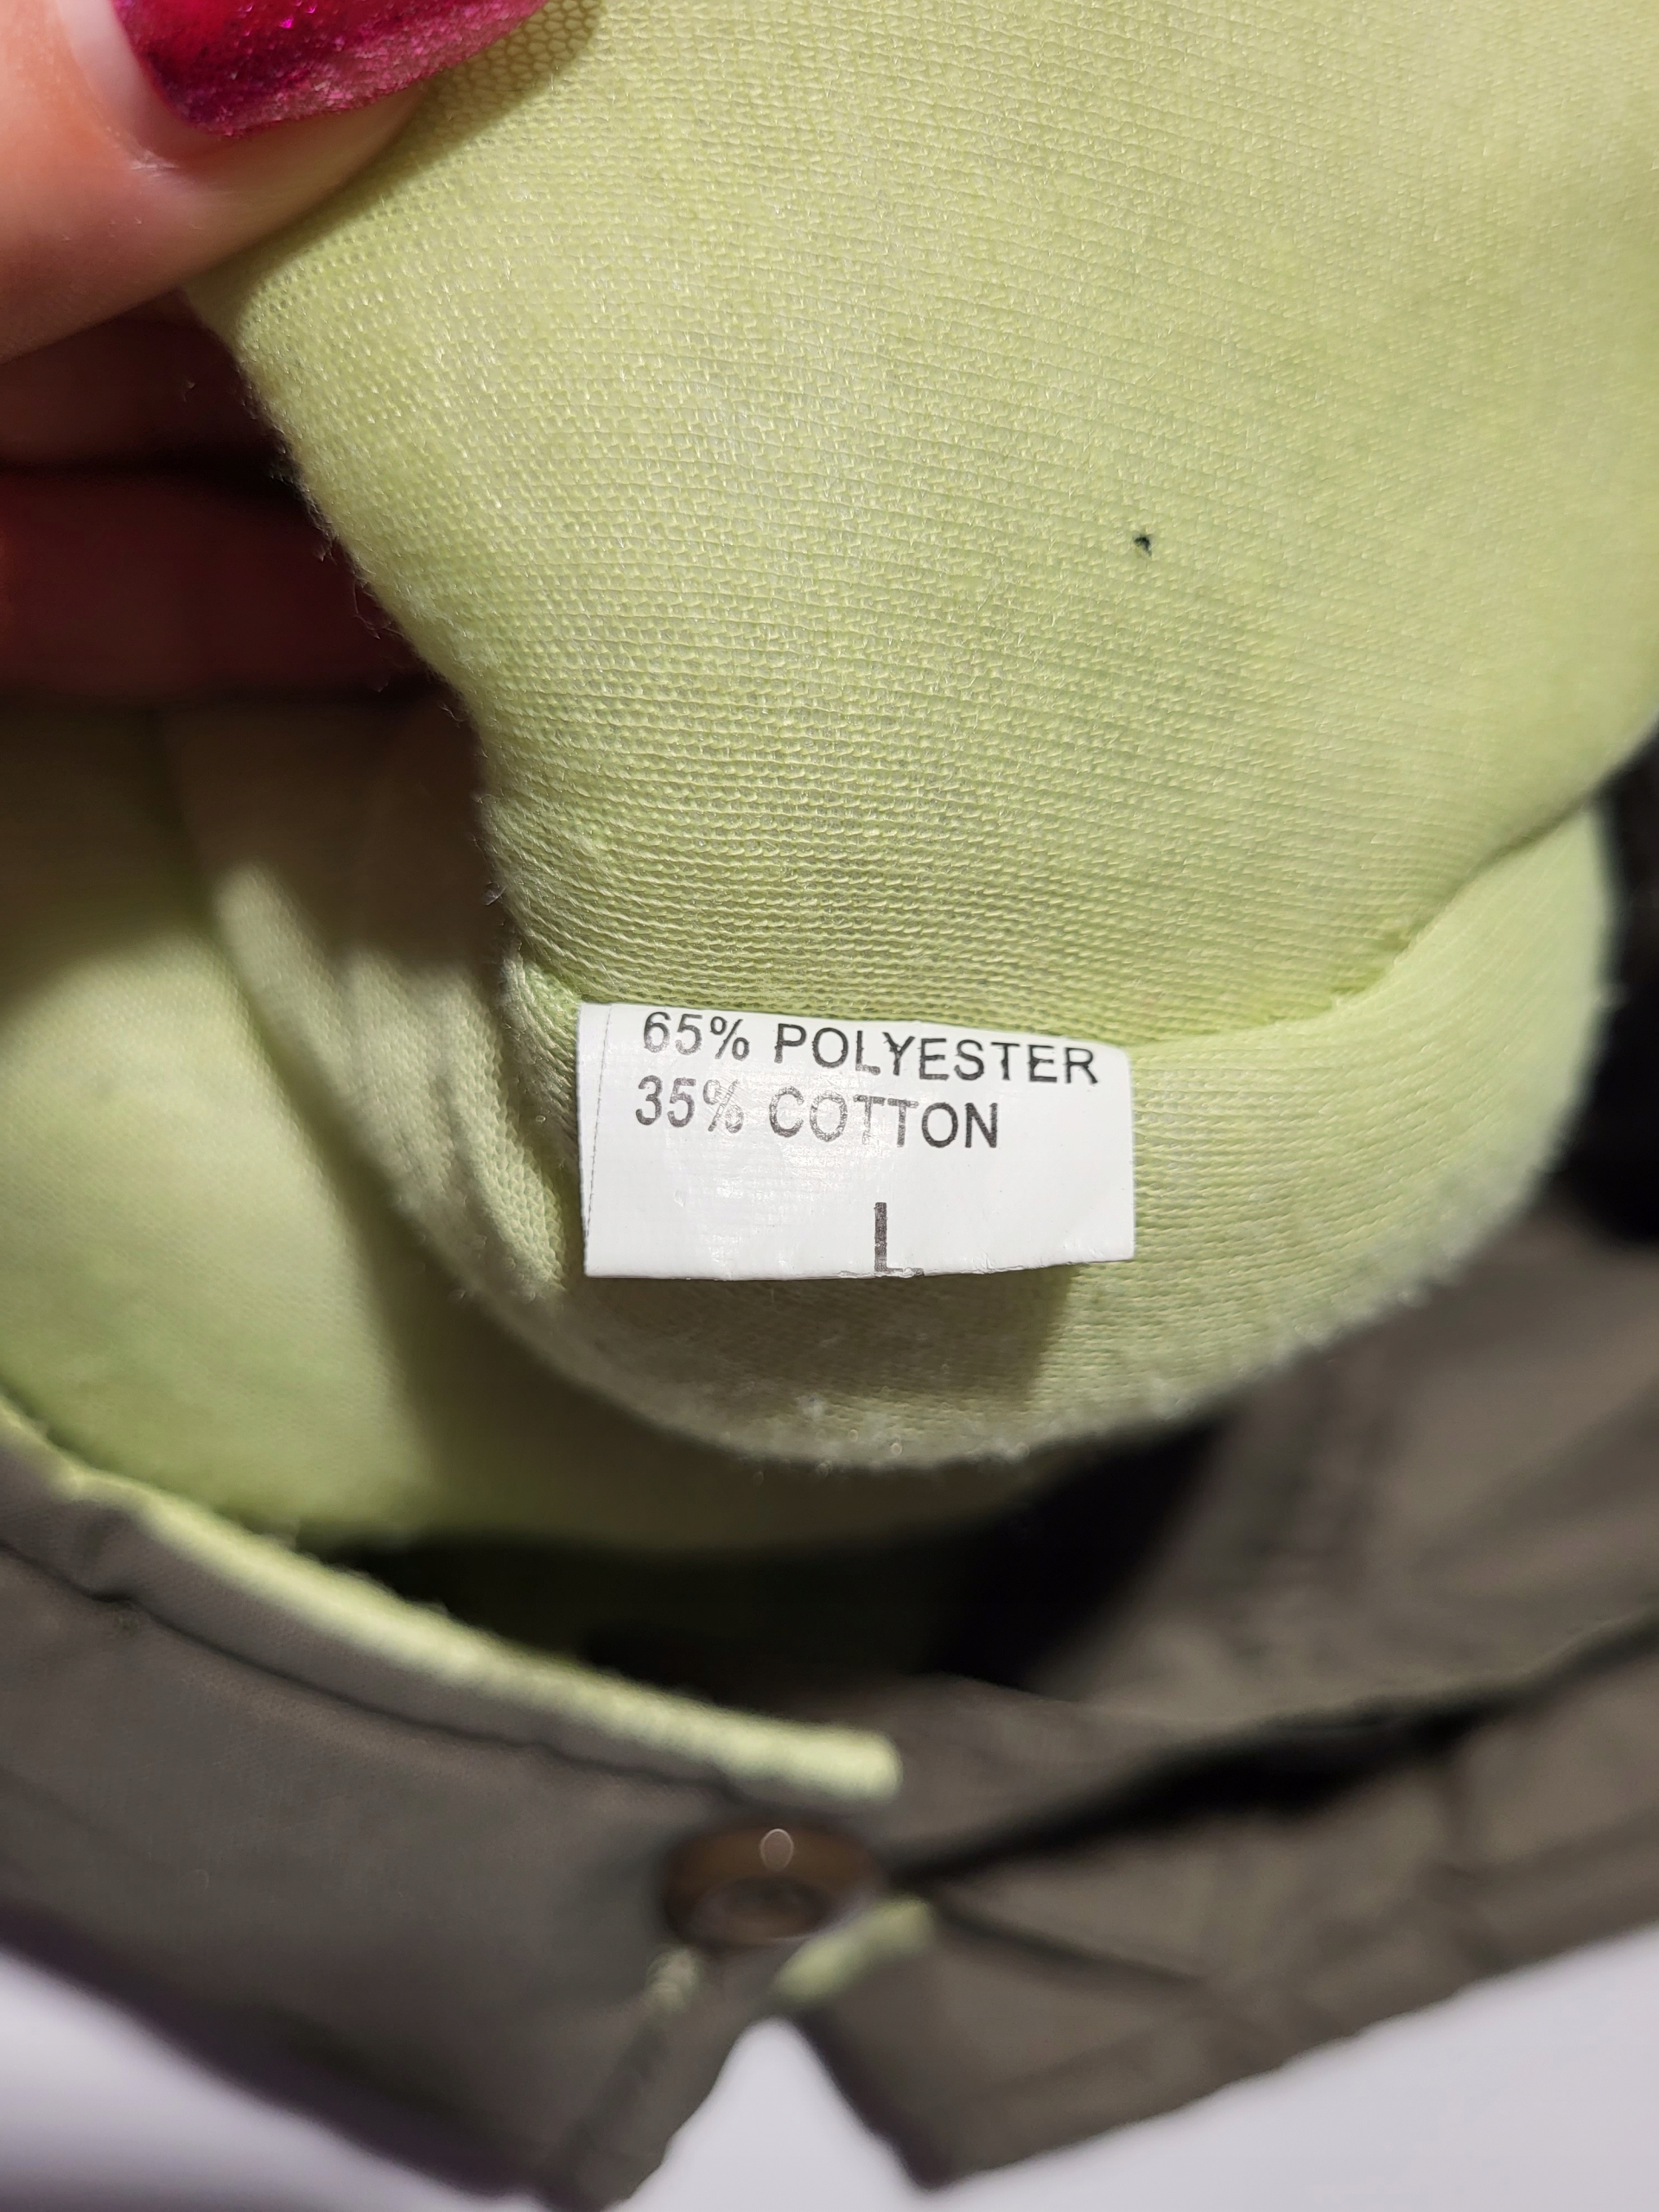 65% POLYESTER
35% COTTON
L